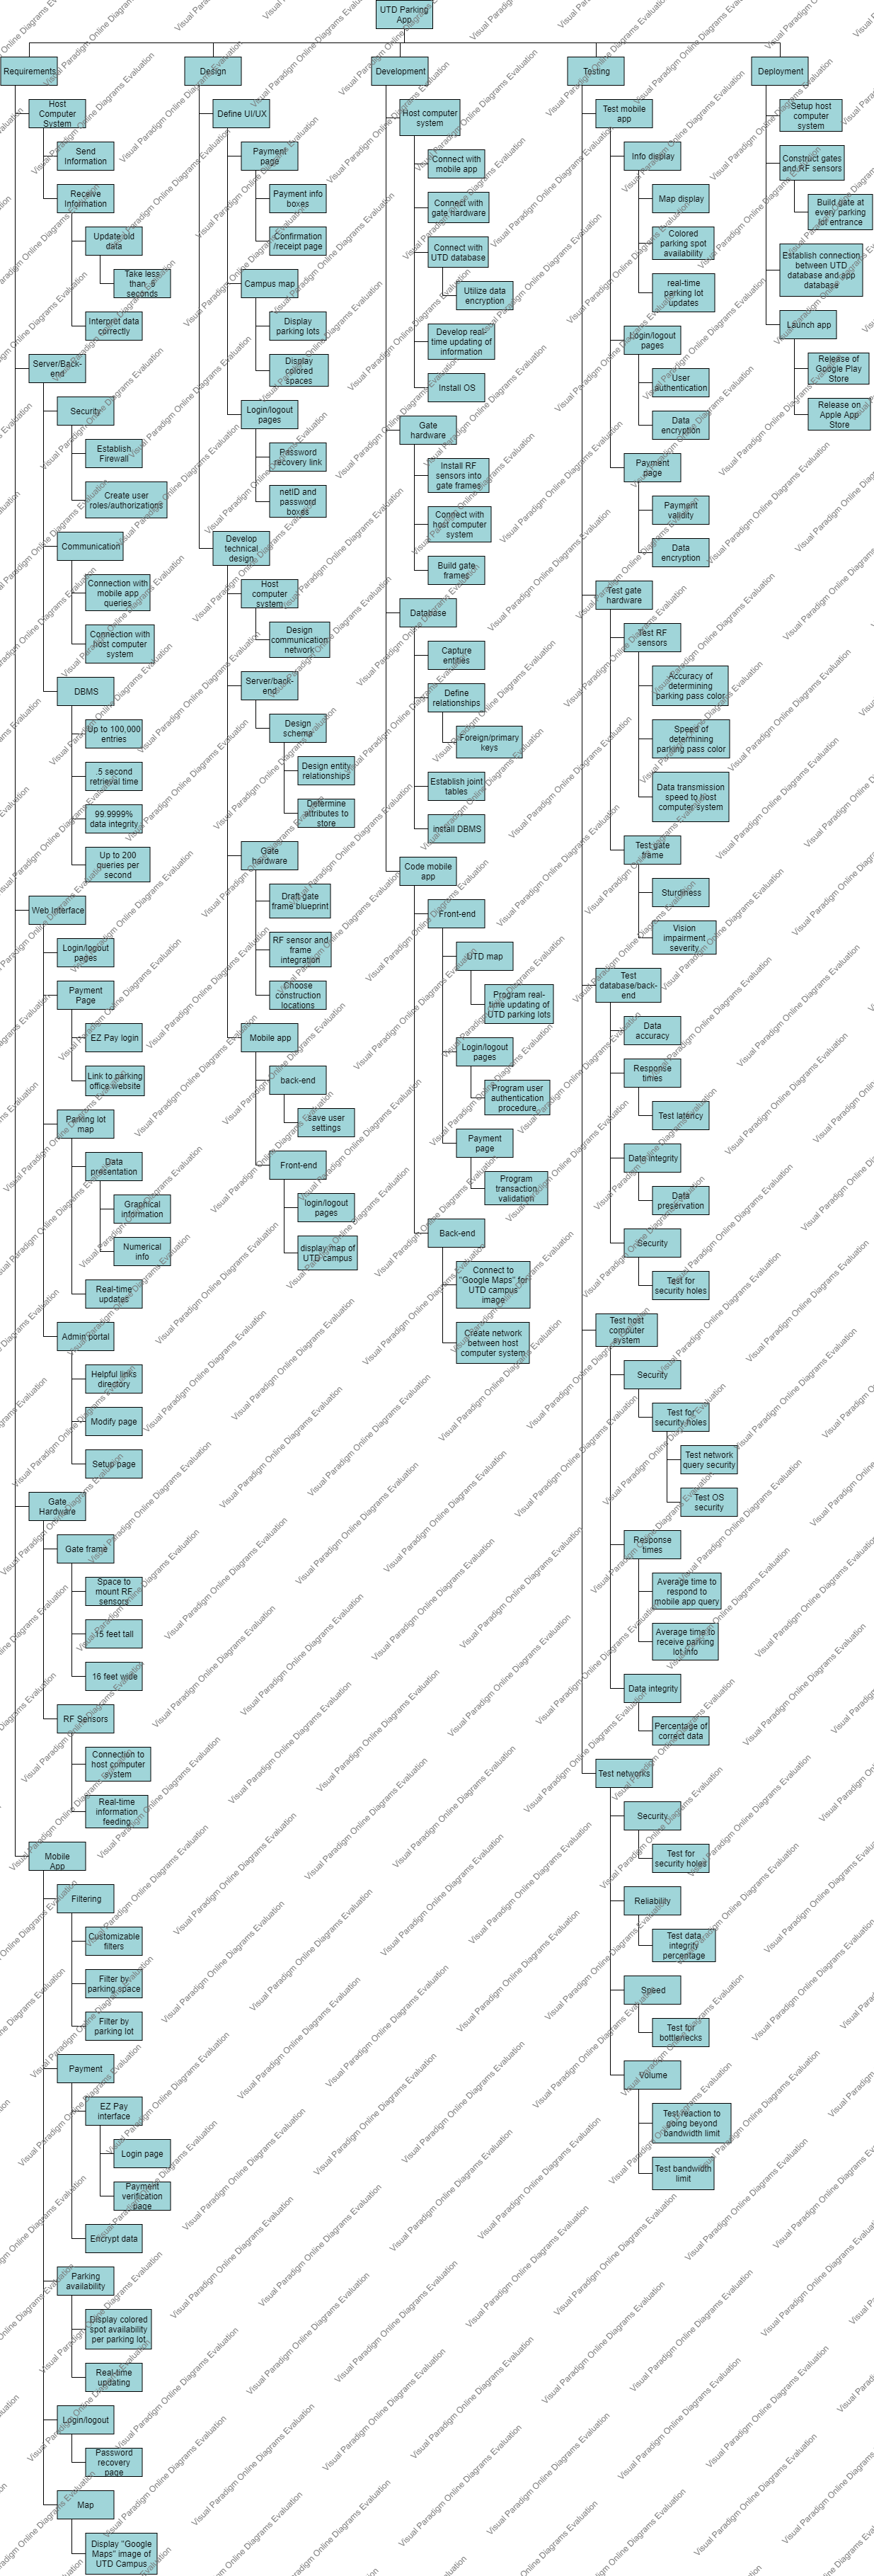 UTD Parking
App
Requirements
Host
Computer
System
Send
Information
Receive
Information
Update old
data
Take less
than .5
seconds
Interpret data
correctly
Server/Back-
end
Security
Establish
Firewall
Create user
roles/authorizations
Communication
Connection with
mobile app
queries
Connection with
host computer
system
DBMS
Up to 100,000
entries
.5 second
retrieval time
99.9999%
data integrity
Up to 200
queries per
second
Web Interface
Login/logout
pages
Payment
Page
EZ Pay login
Link to parking
office website
Parking lot
map
Data
presentation
Graphical
information
Numerical
info
Real-time
updates
Admin portal
Helpful links
directory
Modify page
Setup page
Gate
Hardware
Gate frame
Space to
mount RF
sensors
15 feet tall
16 feet wide
RF Sensors
Connection to
host computer
system
Real-time
information
feeding
Mobile
App
Filtering
Customizable
filters
Filter by
parking space
Filter by
parking lot
Payment
EZ Pay
interface
Login page
Payment
verification
page
Encrypt data
Parking
availability
Display colored
spot availability
per parking lot
Real-time
updating
Login/logout
Password
recovery
page
Map
Display "Google
Maps" image of
UTD Campus
Design
Define UI/UX
Payment
page
Payment info
boxes
Confirmation
/receipt page
Campus map
Display
parking lots
Display
colored
spaces
Login/logout
pages
Password
recovery link
netID and
password
boxes
Develop
technical
design
Host
computer
system
Design
communication
network
Server/back-
end
Design
schema
Design entity
relationships
Determine
attributes to
store
Gate
hardware
Draft gate
frame blueprint
RF sensor and
frame
integration
Choose
construction
locations
Mobile app
back-end
save user
settings
Front-end
login/logout
pages
display map of
UTD campus
Development
Host computer
system
Connect with
mobile app
Connect with
gate hardware
Connect with
UTD database
Utilize data
encryption
Develop real-
time updating of
information
Install OS
Gate
hardware
Install RF
sensors into
gate frames
Connect with
host computer
system
Build gate
frames
Database
Capture
entities
Define
relationships
Foreign/primary
keys
Establish joint
tables
install DBMS
Code mobile
app
Front-end
UTD map
Program real-
time updating of
UTD parking lots
Login/logout
pages
Program user
authentication
procedure
Payment
page
Program
transaction
validation
Back-end
Connect to
"Google Maps" for
UTD campus
image
Create network
between host
computer system
Testing
Test mobile
app
Info display
Map display
Colored
parking spot
availability
real-time
parking lot
updates
Login/logout
pages
User
authentication
Data
encryption
Payment
page
Payment
validity
Data
encryption
Test gate
hardware
Test RF
sensors
Accuracy of
determining
parking pass color
Speed of
determining
parking pass color
Data transmission
speed to host
computer system
Test gate
frame
Sturdiness
Vision
impairment
severity
Test
database/back-
end
Data
accuracy
Response
times
Test latency
Data integrity
Data
preservation
Security
Test for
security holes
Test host
computer
system
Security
Test for
security holes
Test network
query security
Test OS
security
Response
times
Average time to
respond to
mobile app query
Average time to
receive parking
lot info
Data integrity
Percentage of
correct data
Test networks
Security
Test for
security holes
Reliability
Test data
integrity
percentage
Speed
Test for
bottlenecks
Volume
Test reaction to
going beyond
bandwidth limit
Test bandwidth
limit
Deployment
Setup host
computer
system
Construct gates
and RF sensors
Build gate at
every parking
lot entrance
Establish connection
between UTD
database and app
database
Launch app
Release of
Google Play
Store
Release on
Apple App
Store
Visual Paradigm Online Diagrams Evaluation